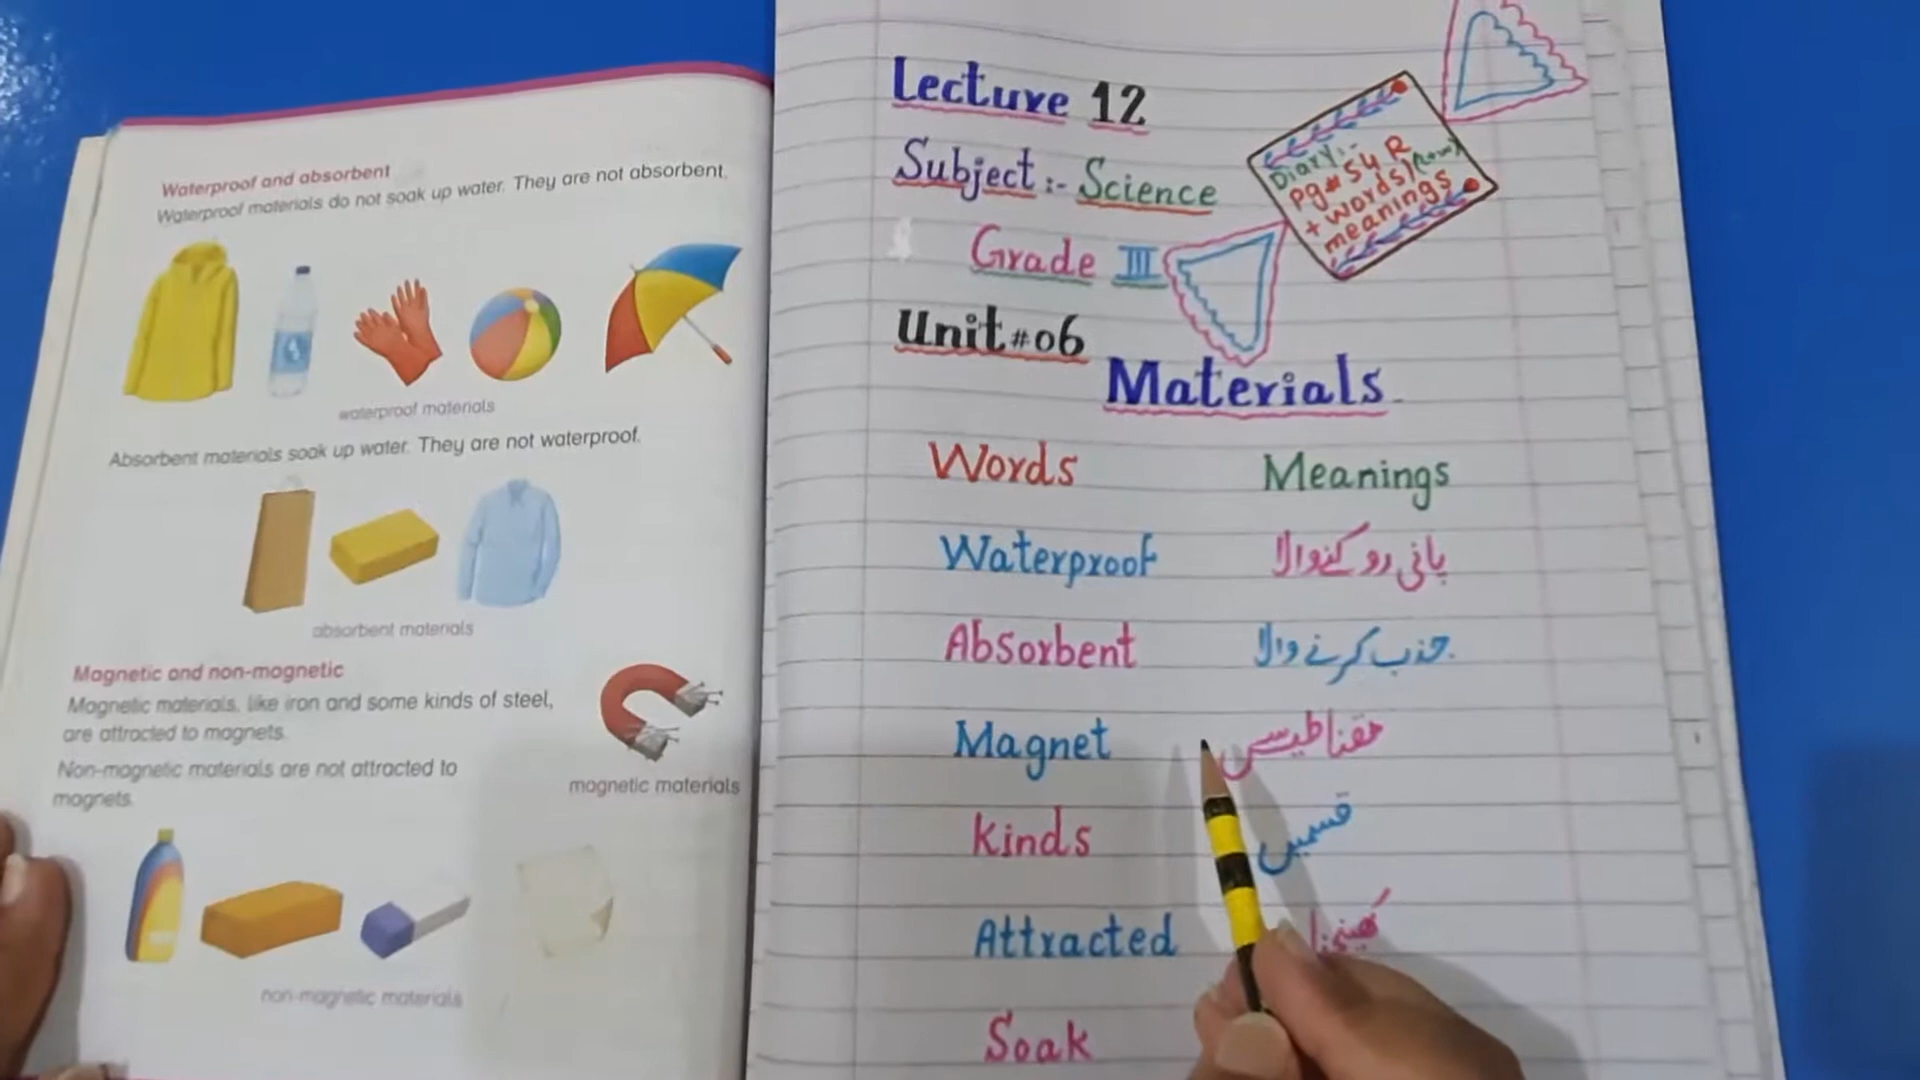 Waterproof and absorbent
Waterproof materials do not soak up water. They are not absorbent.
waterproof materials
Absorbent materials soak up water. They are not waterproof.
absorbent materials
Magnetic and non-magnetic
Magnetic materials, like iron and some kinds of steel,
are attracted to magnets.
Non-magnetic materials are not attracted to
magnets.
magnetic materials
non-magnetic materials
Lecture 12
Subject:- Science
Grade III
Unit #06
Materials
Diary:-
Pg# 54 R
+ words/
meanings
Words Meanings
Waterproof پانی روکنے والا
Absorbent جذب کرنے والا
Magnet مقناطیس
Kinds قسمیں
Attracted
Soak